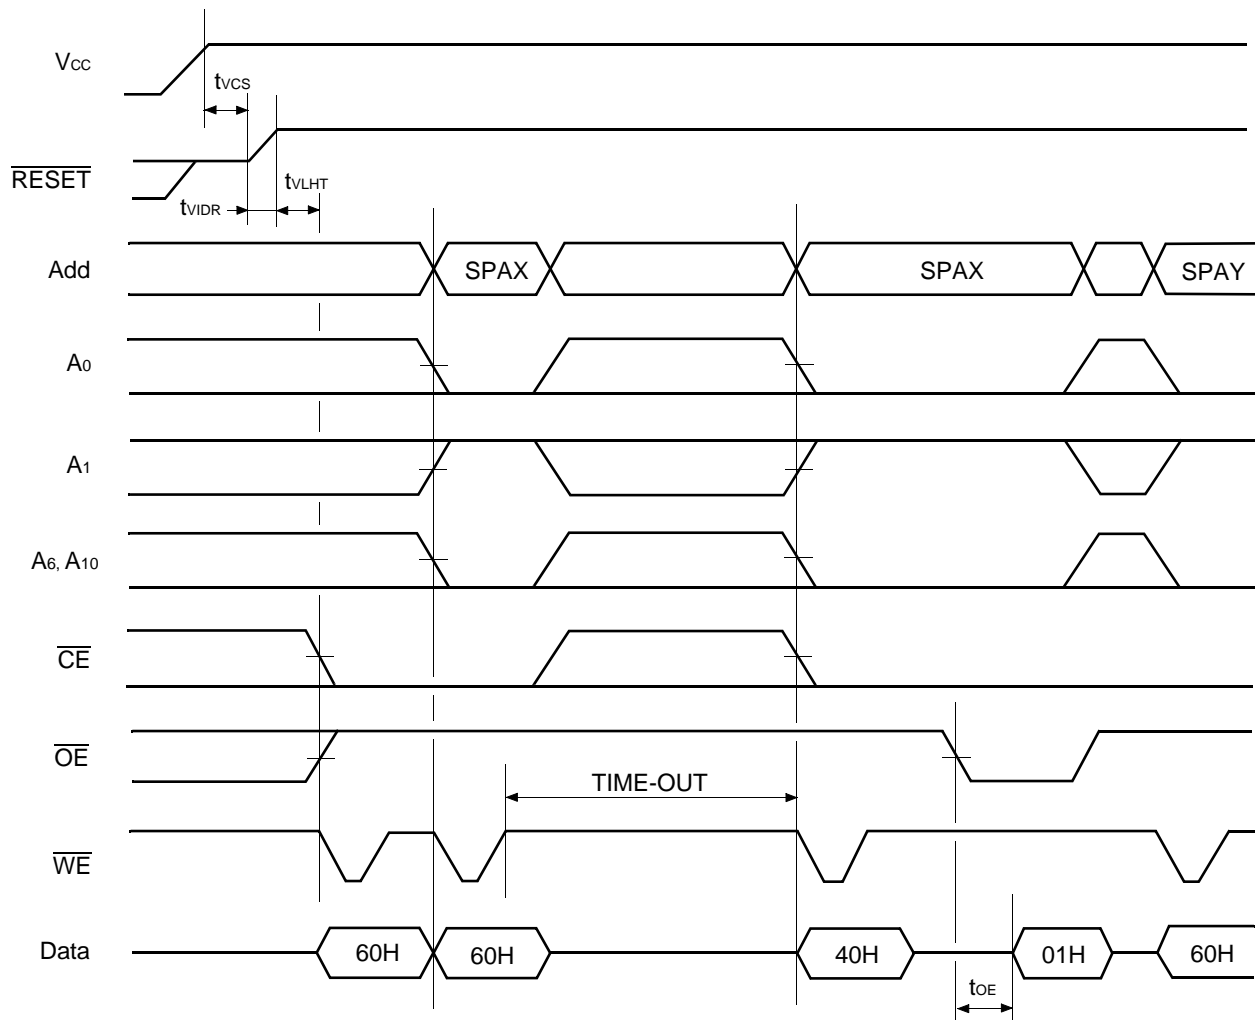 VCC
tVCS
RESET
tVLHT
tVIDR
Add
SPAX
SPAX
SPAY
A0
A1
A6, A10
CE
OE
TIME-OUT
WE
Data
60H
60H
40H
01H
60H
tOE